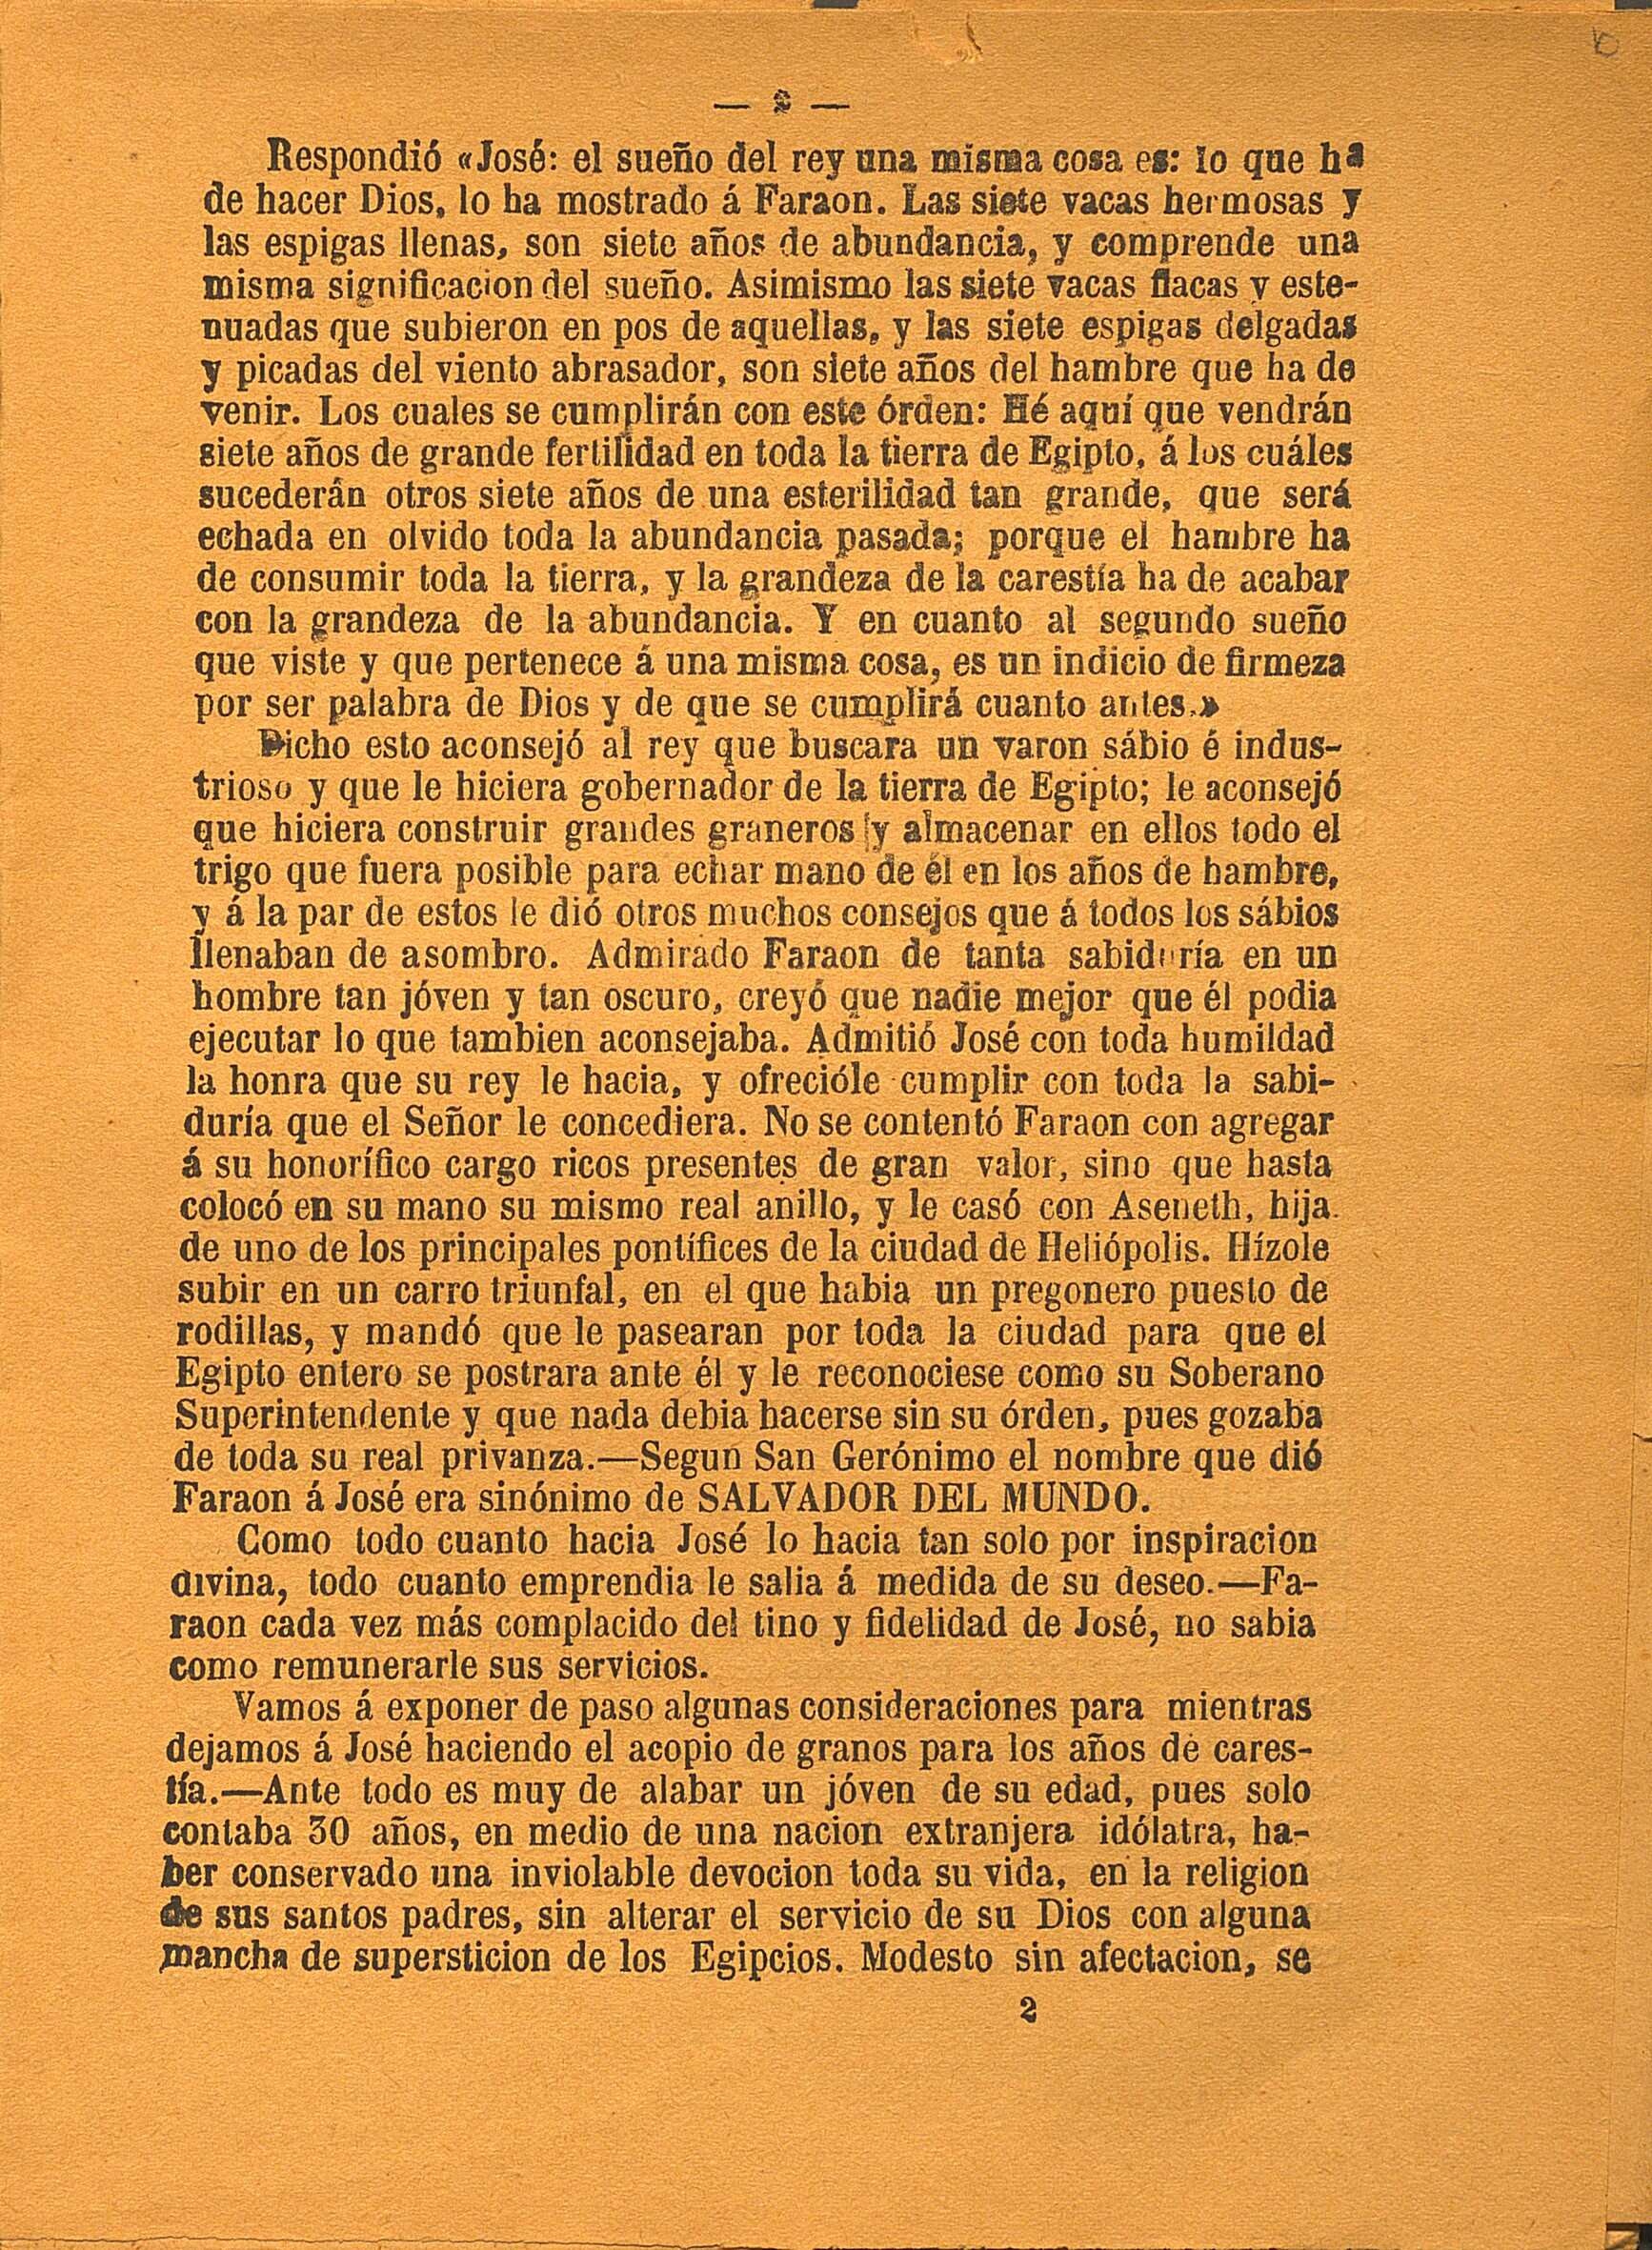 — 2 —
Respondió «José: el sueño del rey una misma cosa es: lo que ha
de hacer Dios, lo ha mostrado á Faraon. Las siete vacas hermosas y
las espigas llenas, son siete años de abundancia, y comprende una
misma significacion del sueño. Asimismo las siete vacas flacas y este-
nuadas que subieron en pos de aquellas, y las siete espigas delgadas
y picadas del viento abrasador, son siete años del hambre que ha de
venir. Los cuales se cumplirán con este órden: Hé aquí que vendrán
siete años de grande fertilidad en toda la tierra de Egipto, á los cuáles
sucederán otros siete años de una esterilidad tan grande, que será
echada en olvido toda la abundancia pasada; porque el hambre ha
de consumir toda la tierra, y la grandeza de la carestía ha de acabar
con la grandeza de la abundancia. Y en cuanto al segundo sueño
que viste y que pertenece á una misma cosa, es un indicio de firmeza
por ser palabra de Dios y de que se cumplirá cuanto antes.»
Dicho esto aconsejó al rey que buscara un varon sábio é indus-
trioso y que le hiciera gobernador de la tierra de Egipto; le aconsejó
que hiciera construir grandes graneros y almacenar en ellos todo el
trigo que fuera posible para echar mano de él en los años de hambre,
y á la par de estos le dió otros muchos consejos que á todos los sábios
llenaban de asombro. Admirado Faraon de tanta sabiduría en un
hombre tan jóven y tan oscuro, creyó que nadie mejor que él podia
ejecutar lo que tambien aconsejaba. Admitió José con toda humildad
la honra que su rey le hacia, y ofrecióle cumplir con toda la sabi-
duría que el Señor le concediera. No se contentó Faraon con agregar
á su honorífico cargo ricos presentes de gran valor, sino que hasta
colocó en su mano su mismo real anillo, y le casó con Aseneth, hija
de uno de los principales pontífices de la ciudad de Heliópolis. Hízole
subir en un carro triunfal, en el que habia un pregonero puesto de
rodillas, y mandó que le pasearan por toda la ciudad para que el
Egipto entero se postrara ante él y le reconociese como su Soberano
Superintendente y que nada debia hacerse sin su órden, pues gozaba
de toda su real privanza.—Segun San Gerónimo el nombre que dió
Faraon á José era sinónimo de SALVADOR DEL MUNDO.
Como todo cuanto hacia José lo hacia tan solo por inspiracion
divina, todo cuanto emprendia le salia á medida de su deseo.—Fa-
raon cada vez más complacido del tino y fidelidad de José, no sabia
como remunerarle sus servicios.
Vamos á exponer de paso algunas consideraciones para mientras
dejamos á José haciendo el acopio de granos para los años de cares-
tía.—Ante todo es muy de alabar un jóven de su edad, pues solo
contaba 30 años, en medio de una nacion extranjera idólatra, ha-
ber conservado una inviolable devocion toda su vida, en la religion
de sus santos padres, sin alterar el servicio de su Dios con alguna
mancha de supersticion de los Egipcios. Modesto sin afectacion, se
2